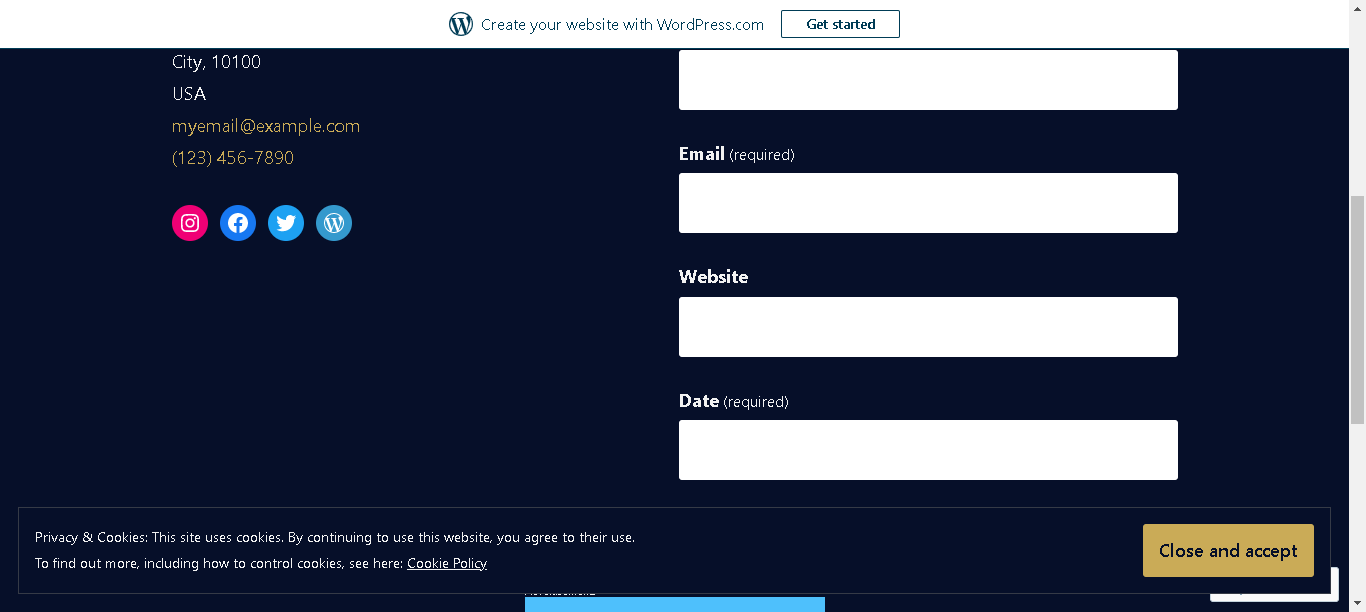 Create your website with WordPress.com
Get started
City, 10100
USA
myemail@example.com
(123) 456-7890
Email (required)
Website
Date (required)
Privacy & Cookies: This site uses cookies. By continuing to use this website, you agree to their use.
To find out more, including how to control cookies, see here: Cookie Policy
Close and accept